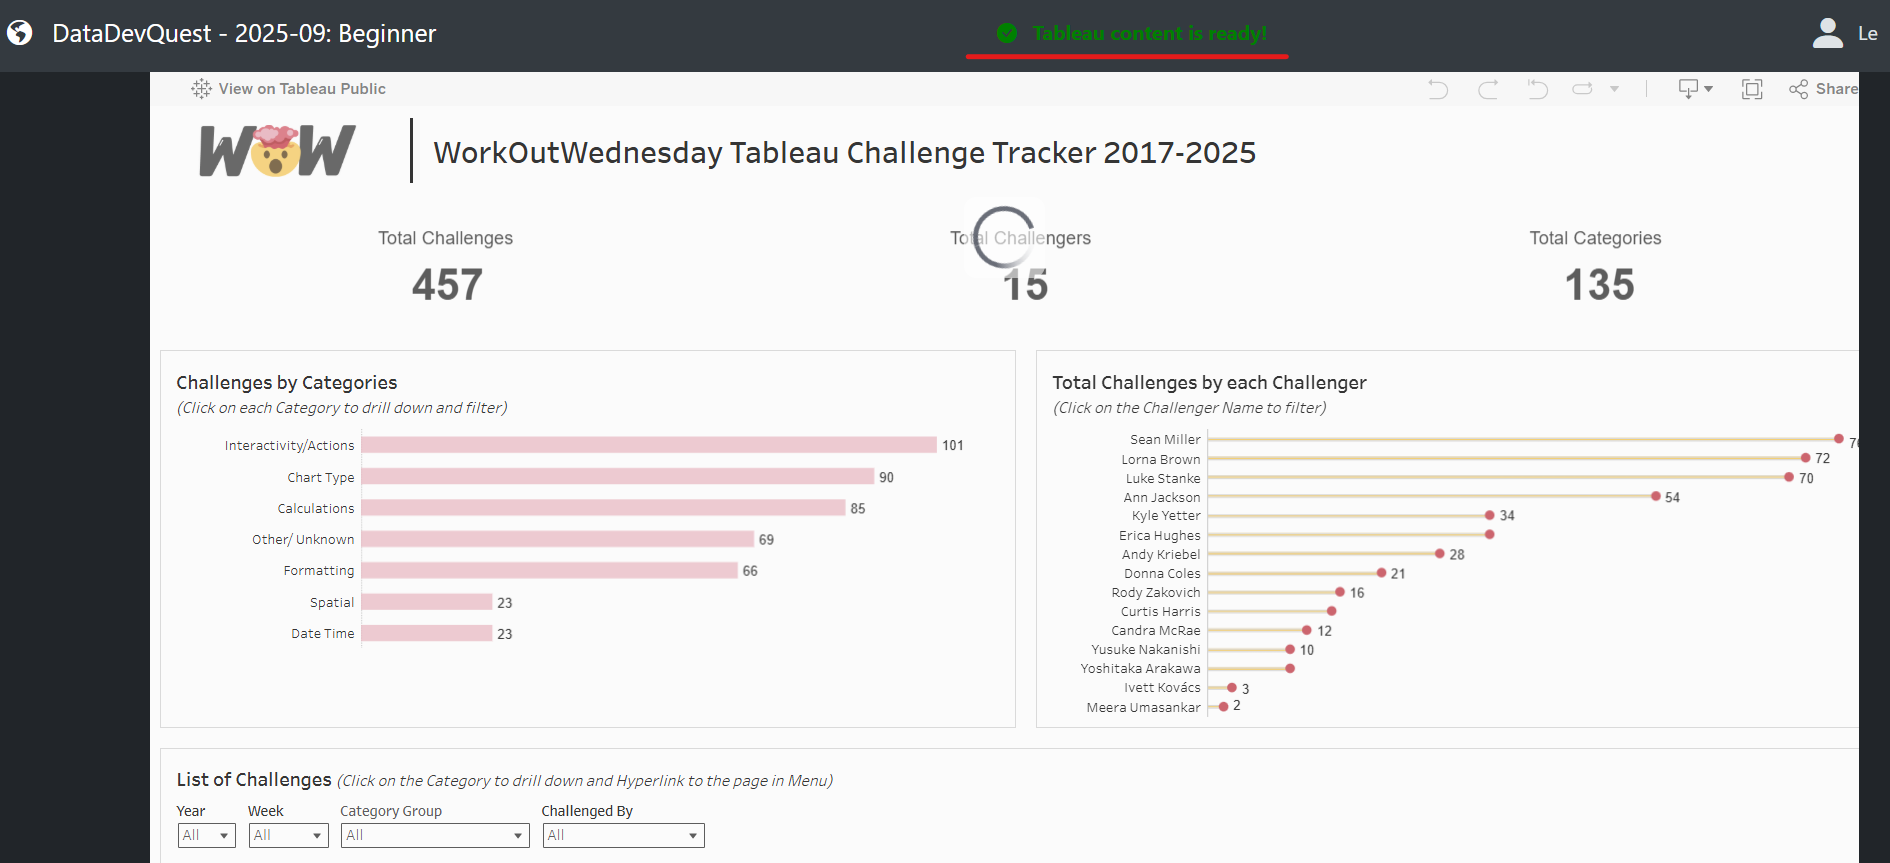 DataDevQuest - 2025-09: Beginner
Tableau content is ready!
Le
View on Tableau Public
Share
WOW
WorkOutWednesday Tableau Challenge Tracker 2017-2025
Total Challenges
457
Total Challengers
15
Total Categories
135
Challenges by Categories
(Click on each Category to drill down and filter)
Interactivity/Actions 101
Chart Type 90
Calculations 85
Other/ Unknown 69
Formatting 66
Spatial 23
Date Time 23
Total Challenges by each Challenger
(Click on the Challenger Name to filter)
Sean Miller
Lorna Brown 72
Luke Stanke 70
Ann Jackson 54
Kyle Yetter 34
Erica Hughes
Andy Kriebel 28
Donna Coles 21
Rody Zakovich 16
Curtis Harris
Candra McRae 12
Yusuke Nakanishi 10
Yoshitaka Arakawa
Ivett Kovács 3
Meera Umasankar 2
List of Challenges (Click on the Category to drill down and Hyperlink to the page in Menu)
Year Week Category Group Challenged By
All All All All